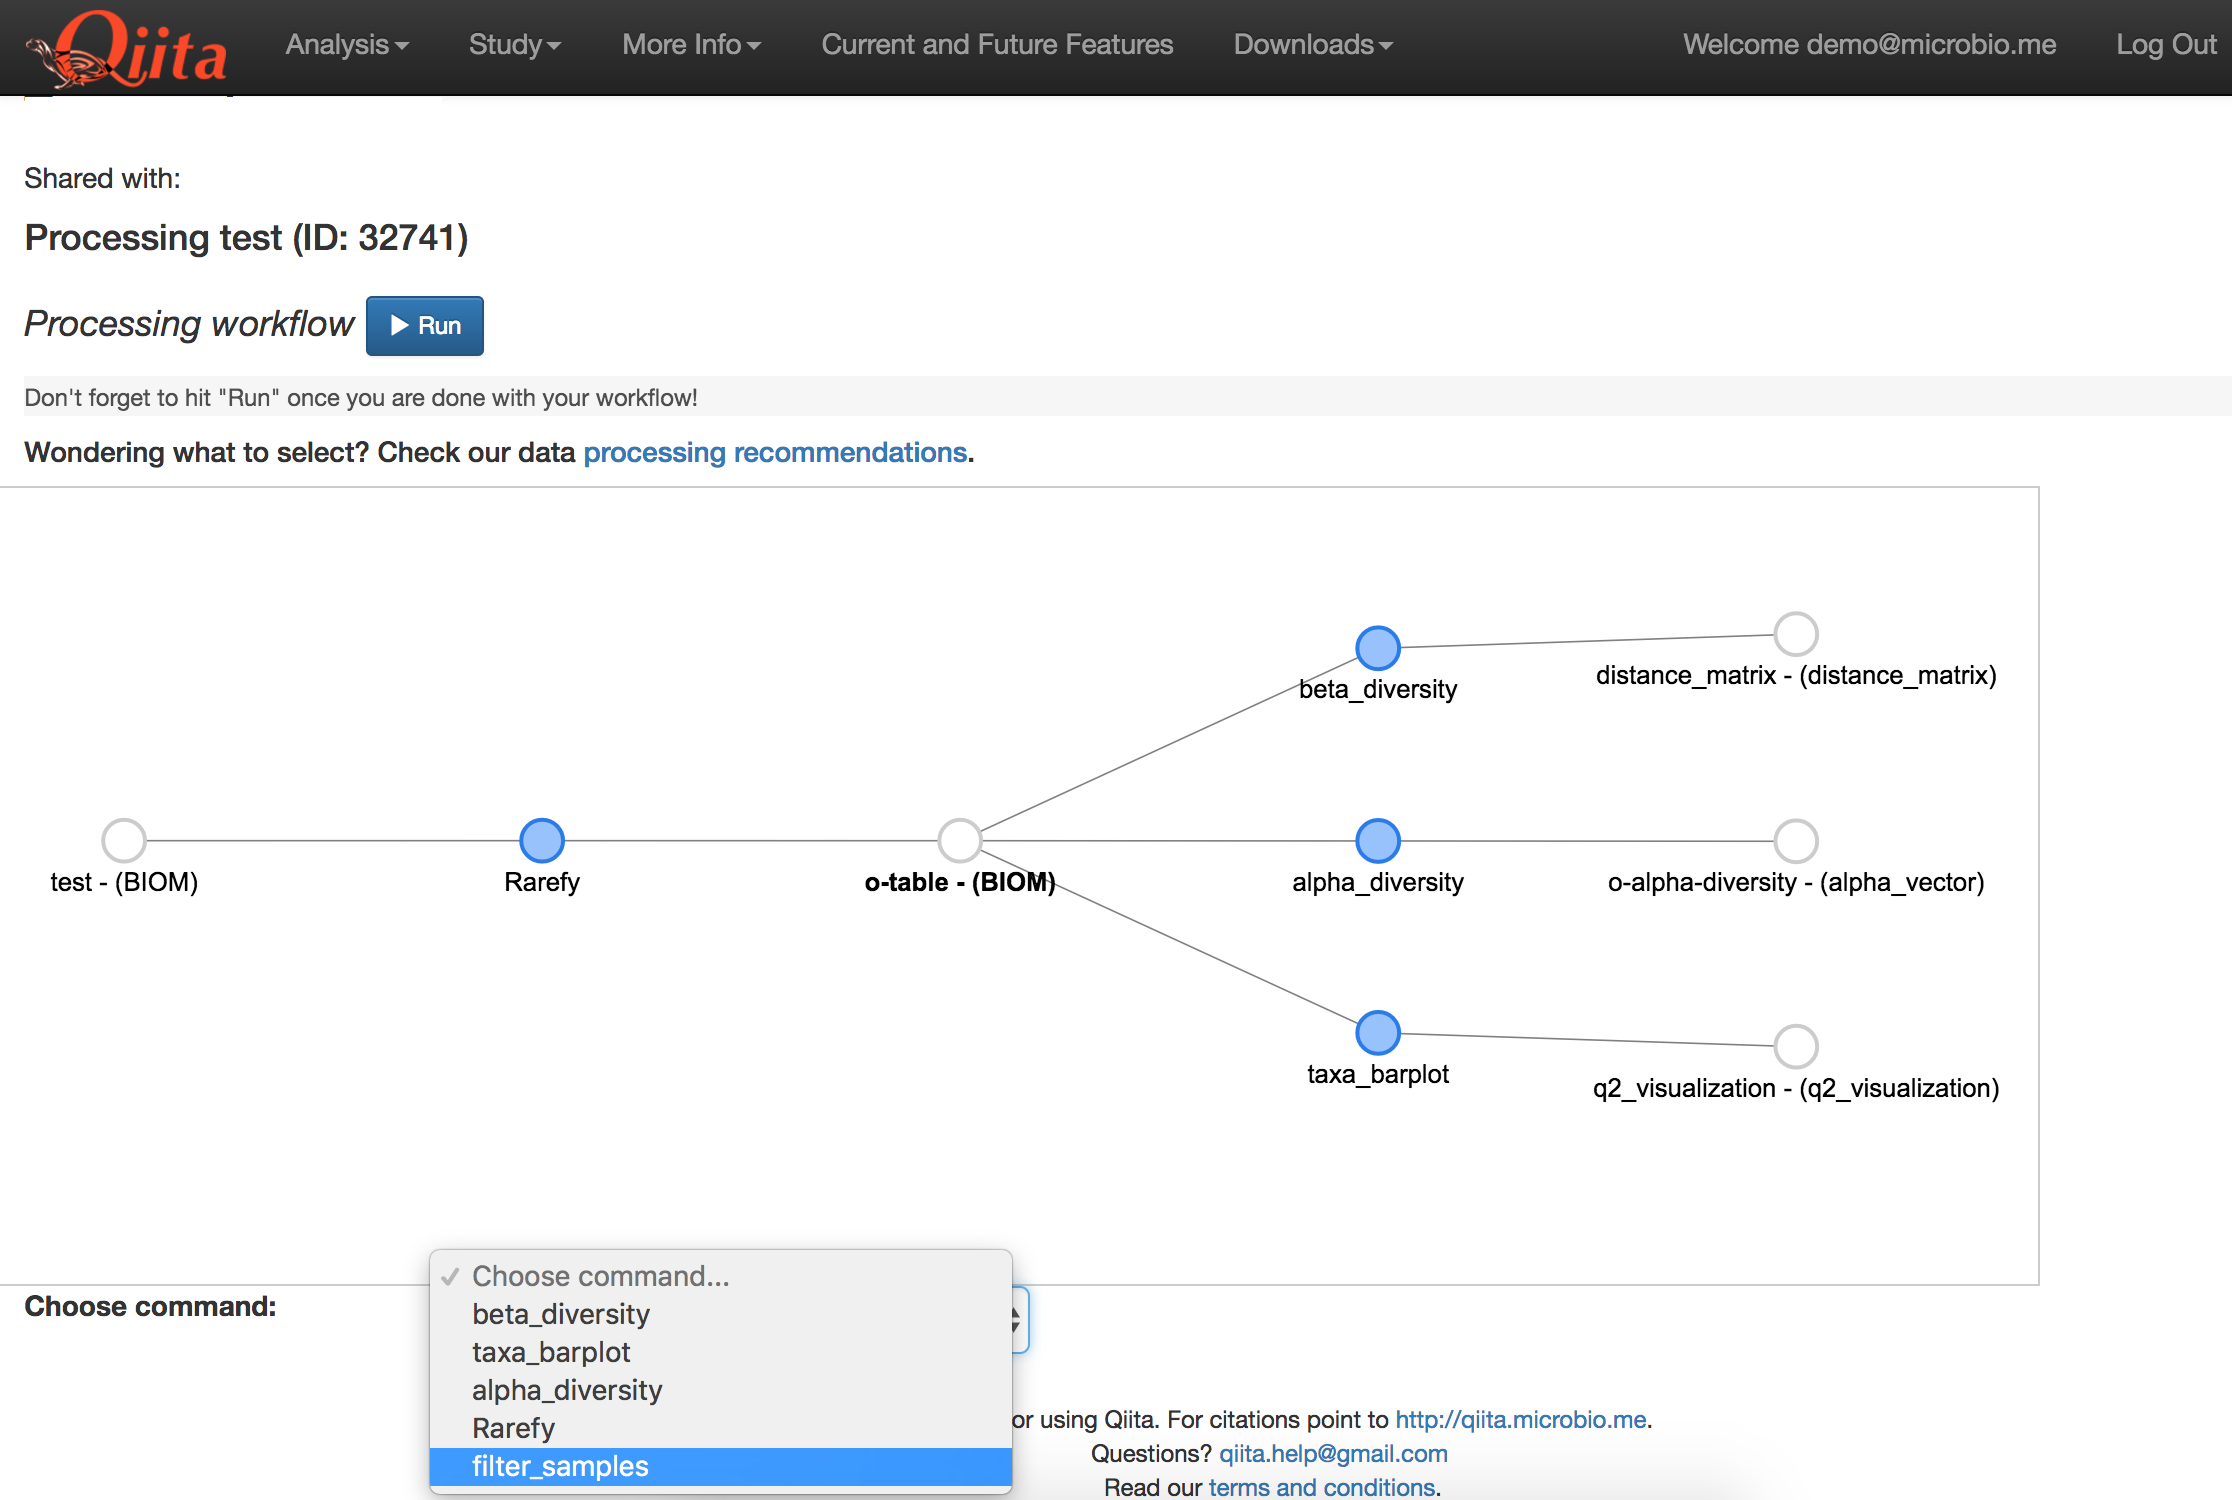 Qiita Analysis Study More Info Current and Future Features Downloads Welcome demo@microbio.me Log Out
Shared with:
Processing test (ID: 32741)
Processing workflow Run
Don't forget to hit "Run" once you are done with your workflow!
Wondering what to select? Check our data processing recommendations.
distance_matrix - (distance_matrix)
beta_diversity
test - (BIOM)
Rarefy
o-table - (BIOM)
alpha_diversity
o-alpha-diversity - (alpha_vector)
taxa_barplot
q2_visualization - (q2_visualization)
Choose command:
Choose command...
beta_diversity
taxa_barplot
alpha_diversity
Rarefy
filter_samples
or using Qiita. For citations point to http://qiita.microbio.me.
Questions? qiita.help@gmail.com
Read our terms and conditions.